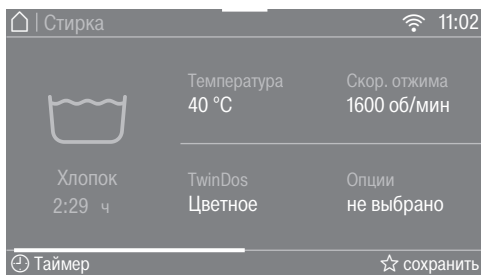 | Стирка
11:02
Температура
40 °C
Скор. отжима
1600 об/мин
Хлопок
2:29 ч
TwinDos
Цветное
Опции
не выбрано
Таймер
сохранить